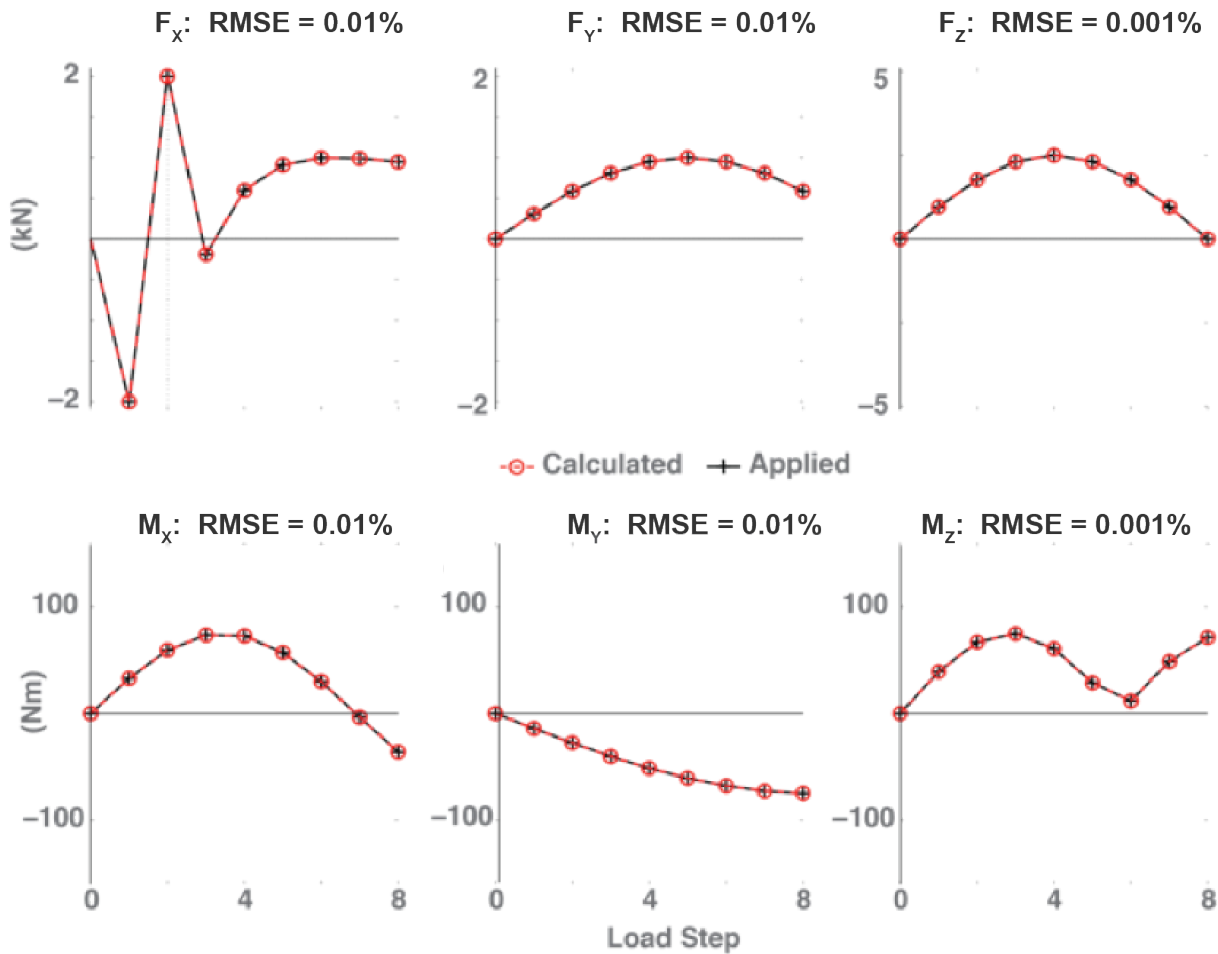 F_X: RMSE = 0.01%
F_Y: RMSE = 0.01%
F_Z: RMSE = 0.001%
2
2
5
(kN)
−2
−2
−5
Calculated
Applied
M_X: RMSE = 0.01%
M_Y: RMSE = 0.01%
M_Z: RMSE = 0.001%
100
100
100
(Nm)
−100
−100
−100
0 4 8
0 4 8
0 4 8
Load Step